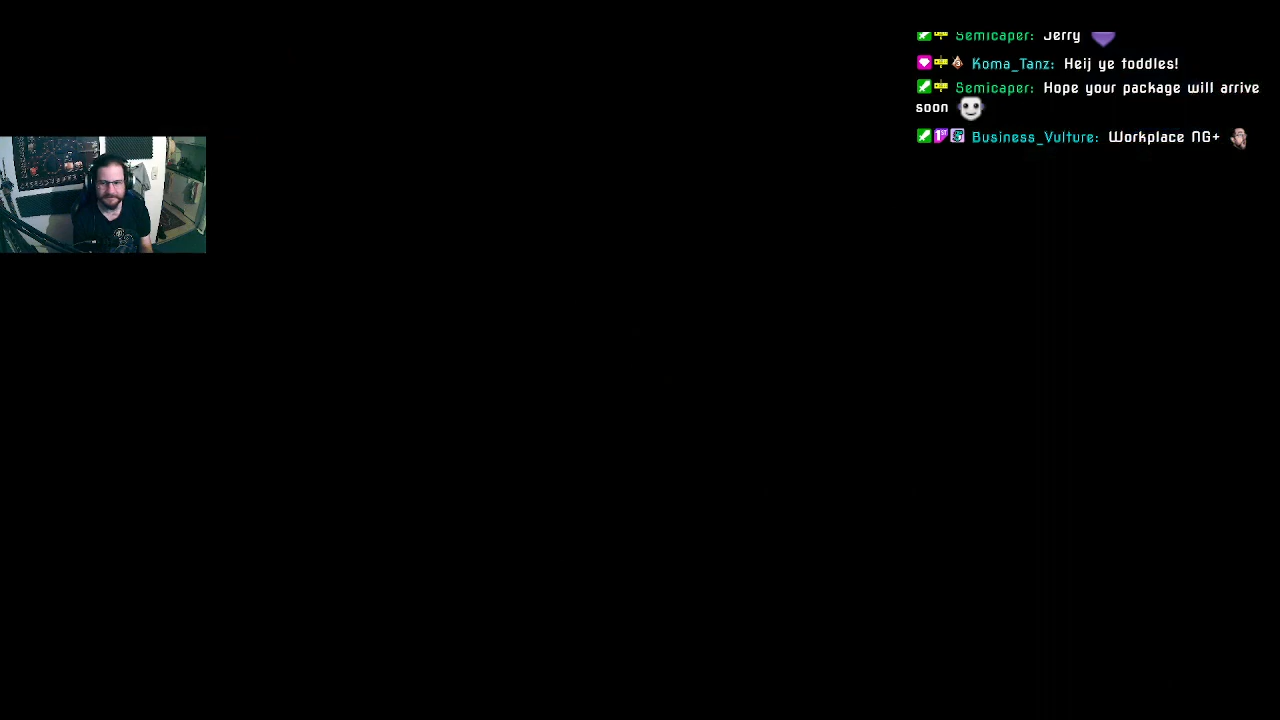 Semicaper: Jerry
Koma_Tanz: Heij ye toddles!
Semicaper: Hope your package will arrive
soon
Business_Vulture: Workplace NG+